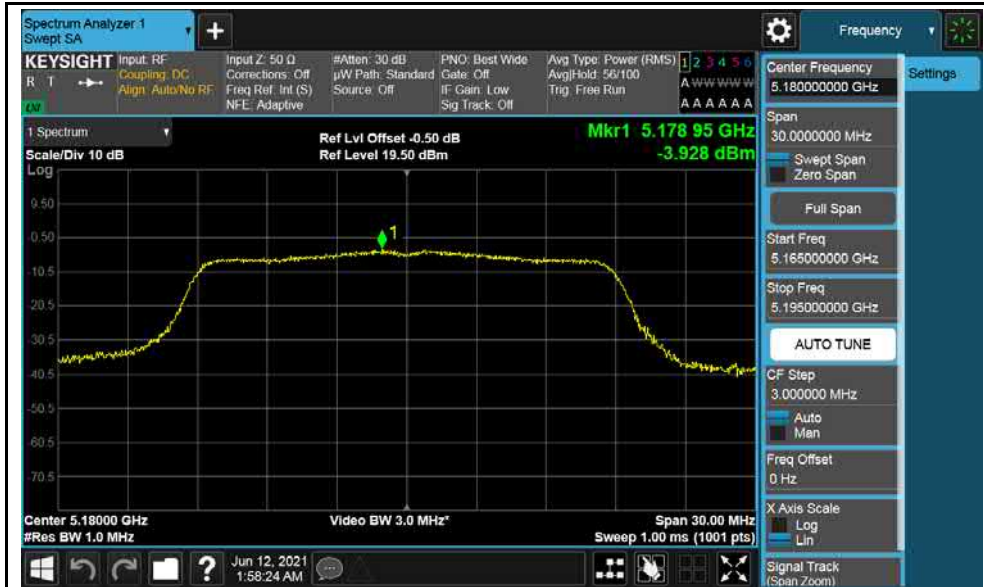 Spectrum Analyzer 1
Swept SA
Frequency
KEYSIGHT
R T
LXI
Input: RF
Coupling: DC
Align: Auto/No RF
Input Z: 50 Ω
Corrections: Off
Freq Ref: Int (S)
NFE: Adaptive
#Atten: 30 dB
µW Path: Standard
Source: Off
PNO: Best Wide
Gate: Off
IF Gain: Low
Sig Track: Off
Avg Type: Power (RMS)
Avg|Hold: 56/100
Trig: Free Run
1 2 3 4 5 6
A W W W W W
A A A A A A
1 Spectrum
Scale/Div 10 dB
Ref Lvl Offset -0.50 dB
Ref Level 19.50 dBm
Mkr1 5.178 95 GHz
-3.928 dBm
Log
9.50
-0.50
-10.5
-20.5
-30.5
-40.5
-50.5
-60.5
-70.5
1
Center 5.18000 GHz
#Res BW 1.0 MHz
Video BW 3.0 MHz*
Span 30.00 MHz
Sweep 1.00 ms (1001 pts)
Jun 12, 2021
1:58:24 AM
Center Frequency
5.180000000 GHz
Span
30.0000000 MHz
Swept Span
Zero Span
Full Span
Start Freq
5.165000000 GHz
Stop Freq
5.195000000 GHz
AUTO TUNE
CF Step
3.000000 MHz
Auto
Man
Freq Offset
0 Hz
X Axis Scale
Log
Lin
Signal Track
(Span Zoom)
Settings